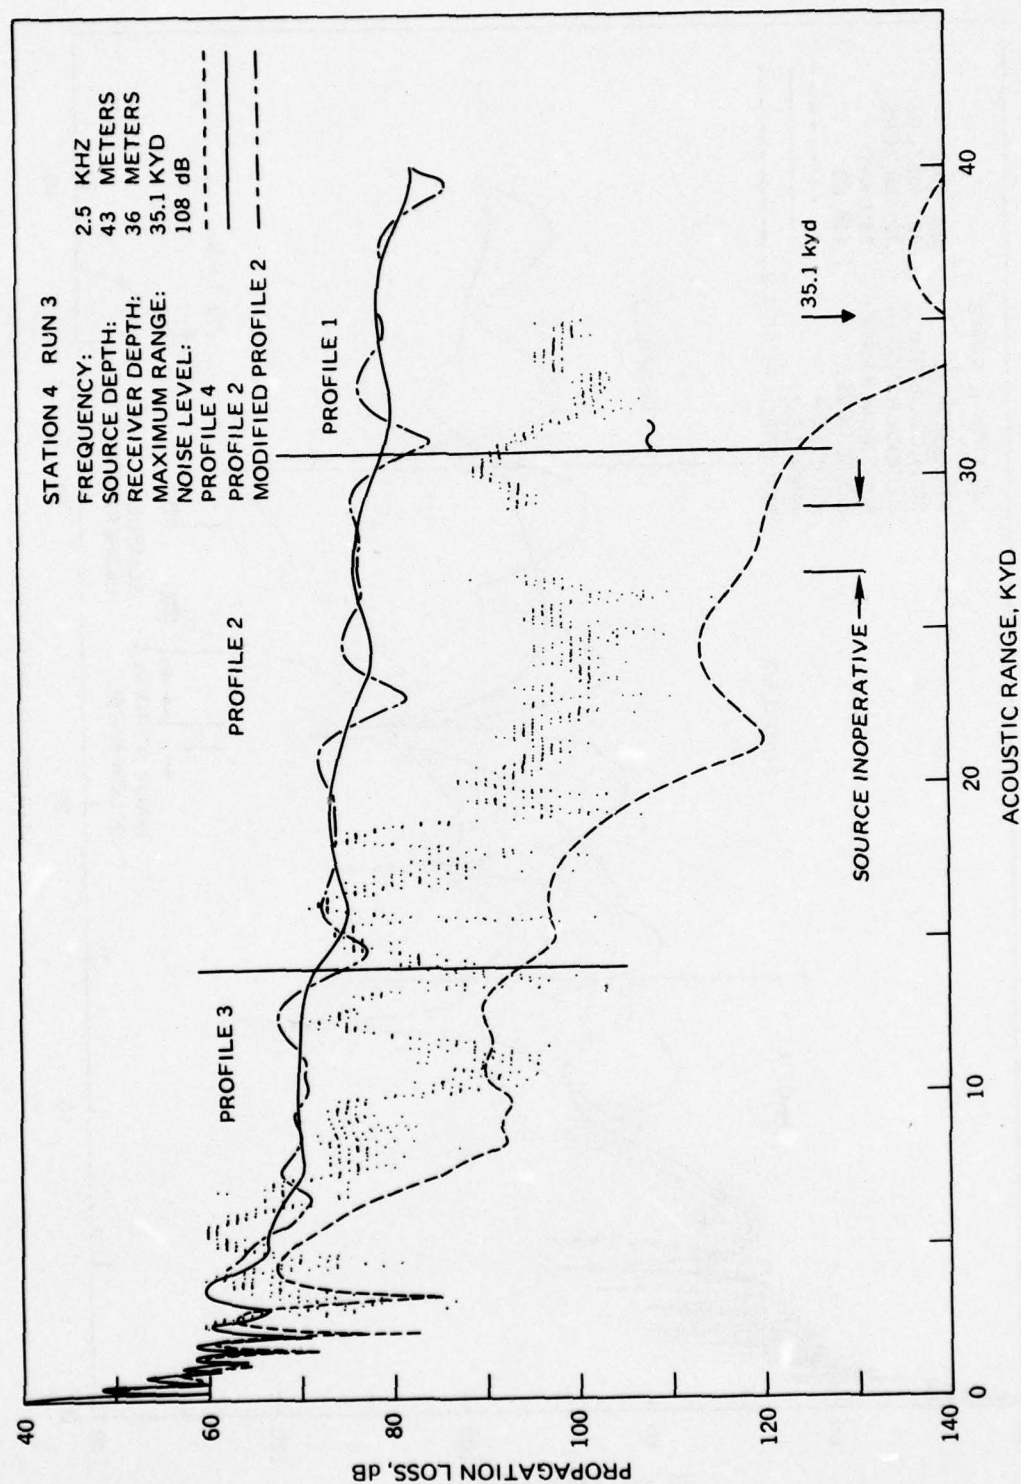 STATION 4 RUN 3
FREQUENCY: 2.5 KHZ
SOURCE DEPTH: 43 METERS
RECEIVER DEPTH: 36 METERS
MAXIMUM RANGE: 35.1 KYD
NOISE LEVEL: 108 dB
PROFILE 4
PROFILE 2
MODIFIED PROFILE 2
PROFILE 3
PROFILE 2
PROFILE 1
35.1 kyd
SOURCE INOPERATIVE
40
60
80
100
120
140
PROPAGATION LOSS, dB
0
10
20
30
40
ACOUSTIC RANGE, KYD